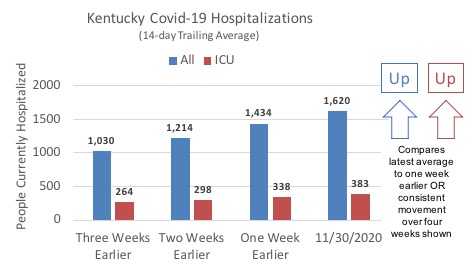 Kentucky Covid-19 Hospitalizations
(14-day Trailing Average)
All ICU
People Currently Hospitalized
2000
1500
1000
500
0
1,030
264
1,214
298
1,434
338
1,620
383
Three Weeks
Earlier
Two Weeks
Earlier
One Week
Earlier
11/30/2020
Up
Up
Compares
latest average
to one week
earlier OR
consistent
movement
over four
weeks shown